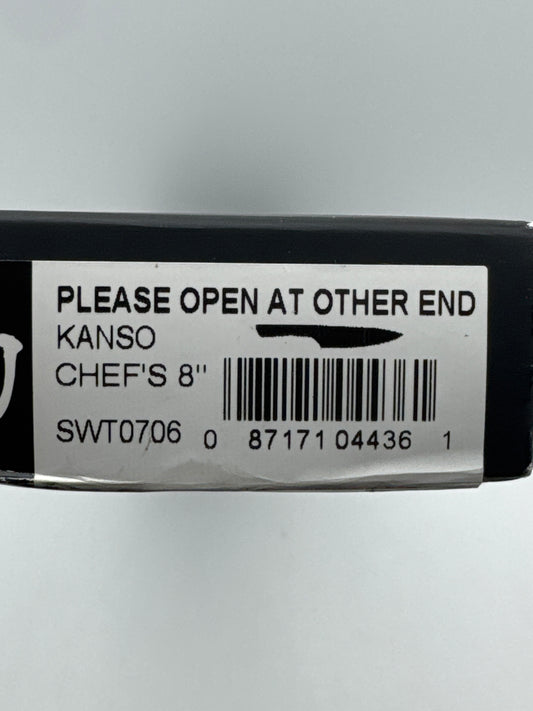 PLEASE OPEN AT OTHER END
KANSO
CHEF'S 8"
SWT0706
0 87171 04436 1